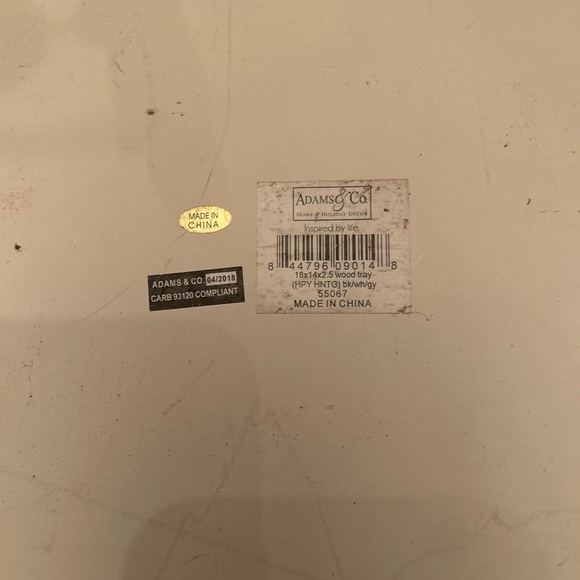 MADE IN
CHINA
ADAMS & CO. 04/2018
CARB 93120 COMPLIANT
ADAMS & CO.
HOME & HOLIDAY DÉCOR
Inspired by life.
8 44796 09014 8
18x14x2.5 wood tray
(HPY HNTG) bk/wh/gy
55067
MADE IN CHINA